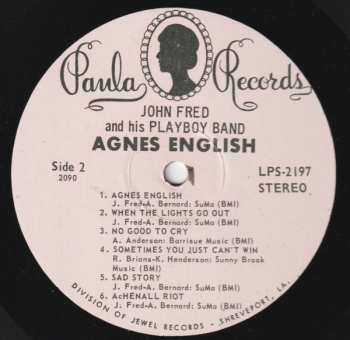 Paula Records
JOHN FRED
and his PLAYBOY BAND
AGNES ENGLISH
Side 2
2090
LPS-2197
STEREO
1. AGNES ENGLISH
J. Fred-A. Bernard: SuMa (BMI)
2. WHEN THE LIGHTS GO OUT
J. Fred-A. Bernard: SuMa (BMI)
3. NO GOOD TO CRY
A. Anderson: Barrisue Music (BMI)
4. SOMETIMES YOU JUST CAN'T WIN
R. Brians-K. Henderson: Sunny Brook
Music (BMI)
5. SAD STORY
J. Fred-A. Bernard: SuMa (BMI)
6. AcHENALL RIOT
J. Fred-A. Bernard: SuMa (BMI)
DIVISION OF JEWEL RECORDS - SHREVEPORT, LA.